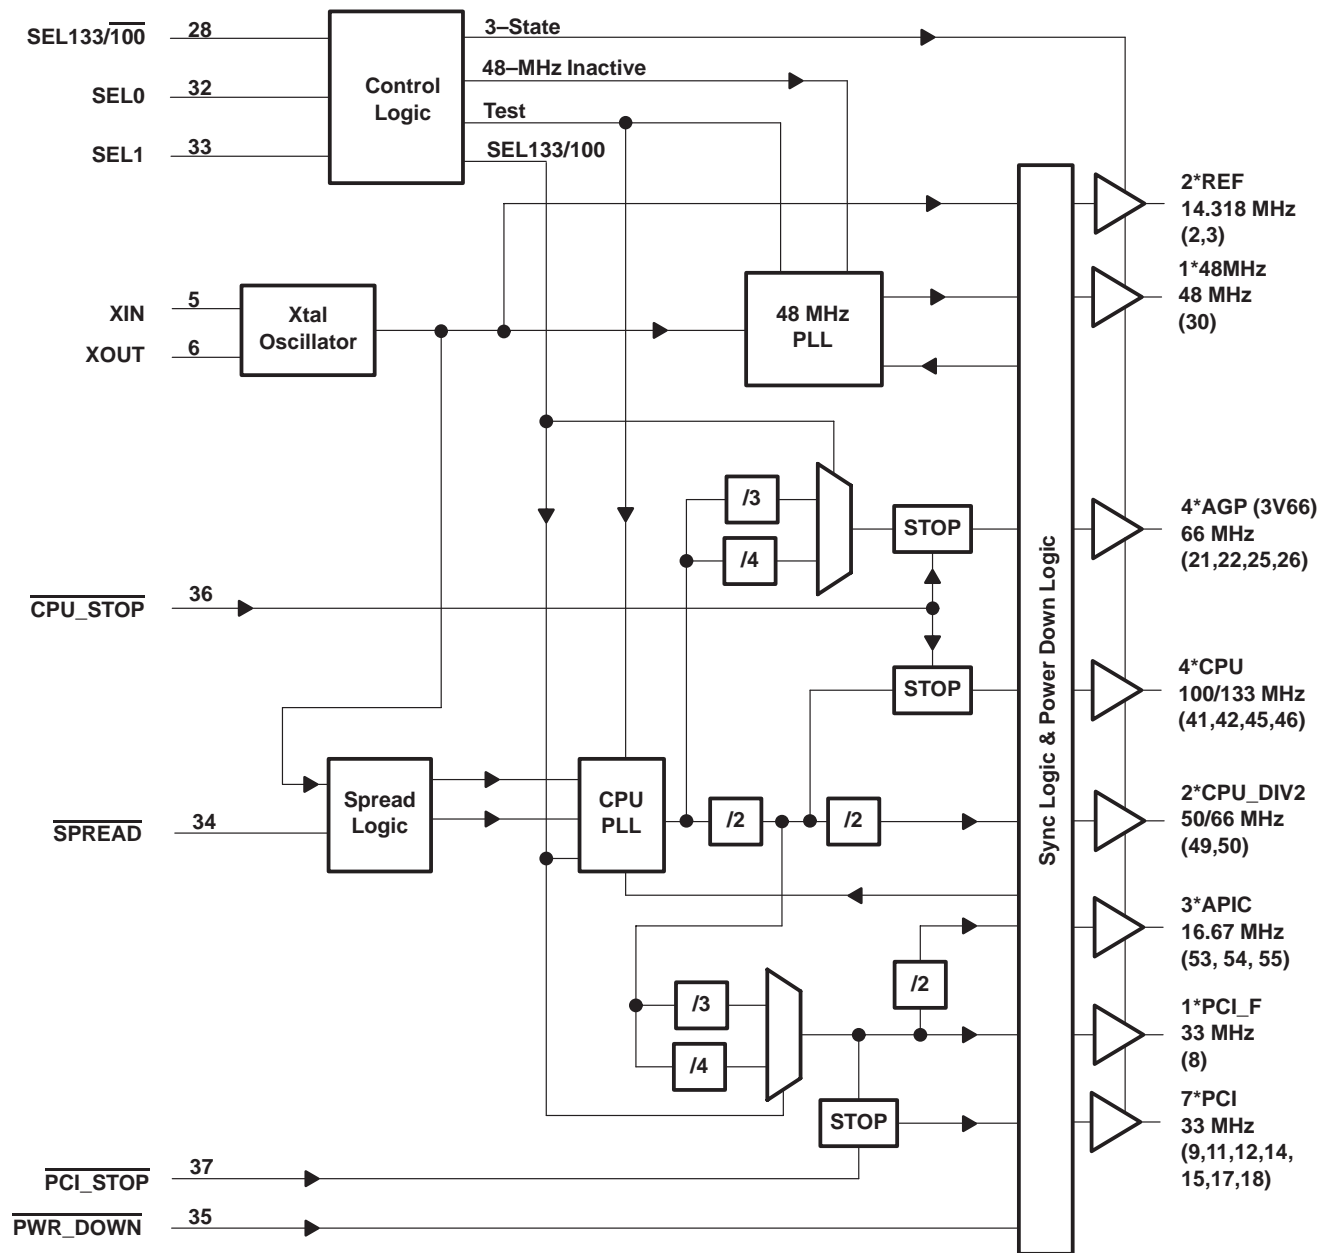 SEL133/100
28
SEL0
32
SEL1
33
Control
Logic
3–State
48–MHz Inactive
Test
SEL133/100
2*REF
14.318 MHz
(2,3)
1*48MHz
48 MHz
(30)
XIN
5
XOUT
6
Xtal
Oscillator
48 MHz
PLL
/3
/4
STOP
4*AGP (3V66)
66 MHz
(21,22,25,26)
CPU_STOP
36
STOP
4*CPU
100/133 MHz
(41,42,45,46)
Sync Logic & Power Down Logic
SPREAD
34
Spread
Logic
CPU
PLL
/2
/2
2*CPU_DIV2
50/66 MHz
(49,50)
3*APIC
16.67 MHz
(53, 54, 55)
/2
/3
/4
1*PCI_F
33 MHz
(8)
STOP
7*PCI
33 MHz
(9,11,12,14,
15,17,18)
PCI_STOP
37
PWR_DOWN
35